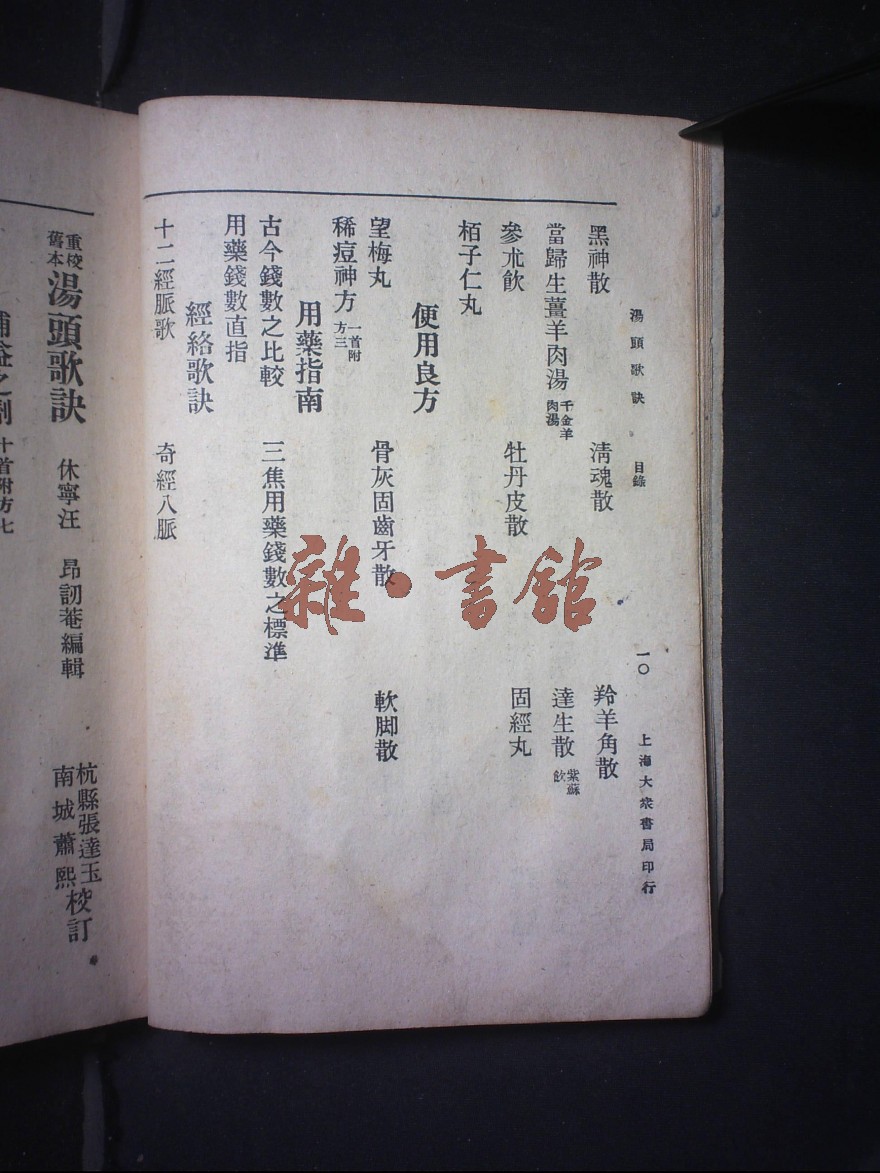 湯頭歌訣 目錄 一〇 上海大衆書局印行
黑神散 清魂散 羚羊角散
當歸生薑羊肉湯 千金羊肉湯 達生散 紫蘇飲
參朮飲 牡丹皮散 固經丸
栢子仁丸
便用良方
望梅丸 骨灰固齒牙散 軟脚散
稀痘神方 一首附方三
用藥指南
古今錢數之比較 三焦用藥錢數之標準
用藥錢數直指
經絡歌訣
十二經脈歌 奇經八脈
雜·書館
重校舊本湯頭歌訣 休寧汪 昂訒菴編輯 杭縣張達玉 南城蕭熙 校訂
補益之劑 十首附方七